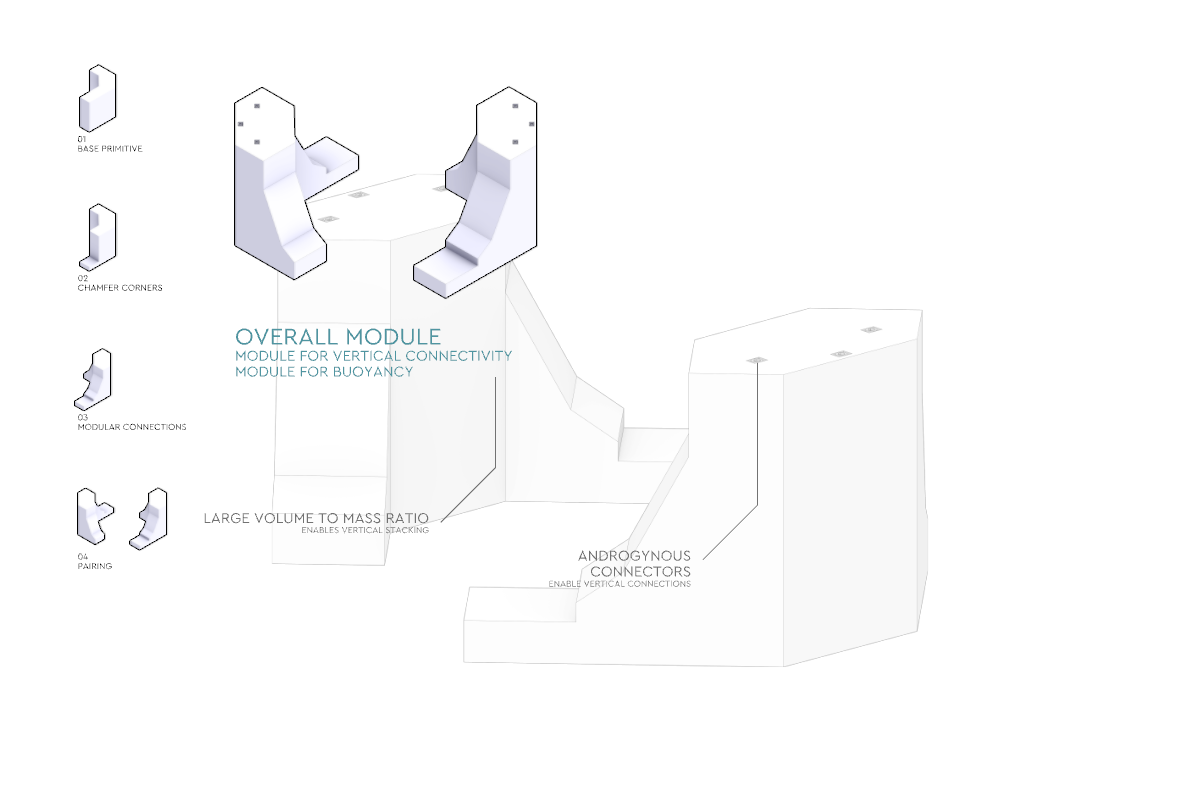 01
BASE PRIMITIVE
02
CHAMFER CORNERS
03
MODULAR CONNECTIONS
04
PAIRING
OVERALL MODULE
MODULE FOR VERTICAL CONNECTIVITY
MODULE FOR BUOYANCY
LARGE VOLUME TO MASS RATIO
ENABLES VERTICAL STACKING
ANDROGYNOUS
CONNECTORS
ENABLE VERTICAL CONNECTIONS